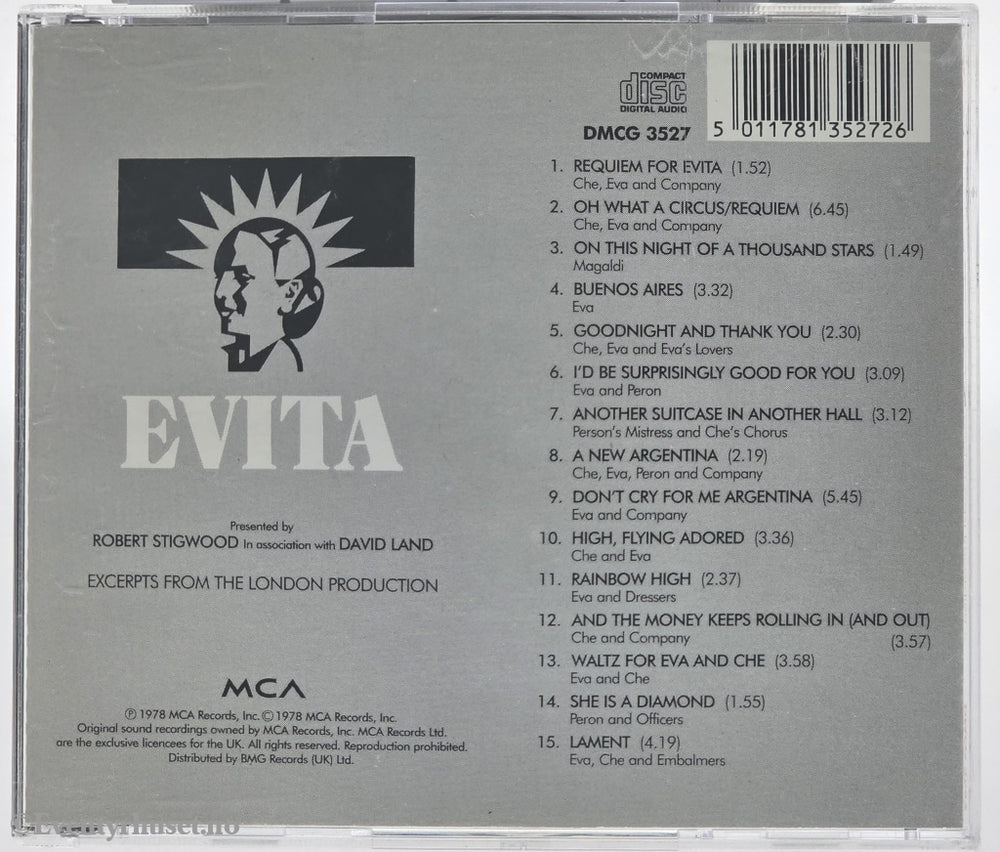 COMPACT
disc
DIGITAL AUDIO
DMCG 3527
5 011781 352726
1. REQUIEM FOR EVITA (1.52)
Che, Eva and Company
2. OH WHAT A CIRCUS/REQUIEM (6.45)
Che, Eva and Company
3. ON THIS NIGHT OF A THOUSAND STARS (1.49)
Magaldi
4. BUENOS AIRES (3.32)
Eva
5. GOODNIGHT AND THANK YOU (2.30)
Che, Eva and Eva's Lovers
6. I'D BE SURPRISINGLY GOOD FOR YOU (3.09)
Eva and Peron
7. ANOTHER SUITCASE IN ANOTHER HALL (3.12)
Person's Mistress and Che's Chorus
8. A NEW ARGENTINA (2.19)
Che, Eva, Peron and Company
9. DON'T CRY FOR ME ARGENTINA (5.45)
Eva and Company
10. HIGH, FLYING ADORED (3.36)
Che and Eva
11. RAINBOW HIGH (2.37)
Eva and Dressers
12. AND THE MONEY KEEPS ROLLING IN (AND OUT)
Che and Company (3.57)
13. WALTZ FOR EVA AND CHE (3.58)
Eva and Che
14. SHE IS A DIAMOND (1.55)
Peron and Officers
15. LAMENT (4.19)
Eva, Che and Embalmers
EVITA
Presented by
ROBERT STIGWOOD In association with DAVID LAND
EXCERPTS FROM THE LONDON PRODUCTION
MCA
Ⓟ 1978 MCA Records, Inc. © 1978 MCA Records, Inc.
Original sound recordings owned by MCA Records, Inc. MCA Records Ltd.
are the exclusive licencees for the UK. All rights reserved. Reproduction prohibited.
Distributed by BMG Records (UK) Ltd.
Eventyrhuset.no